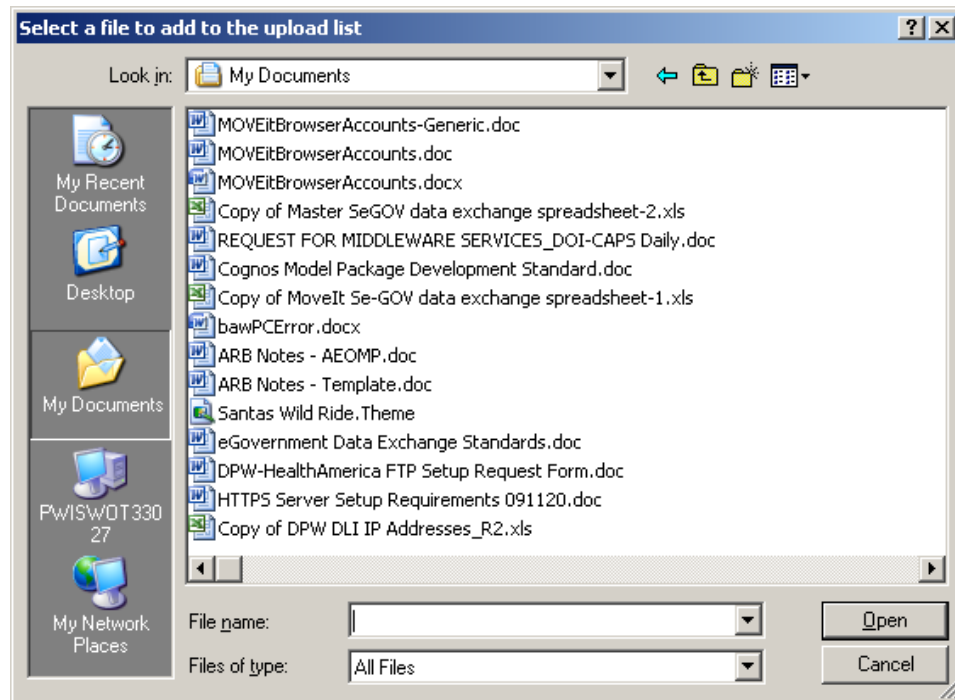 Select a file to add to the upload list
Look in:
My Documents
My Recent
Documents
Desktop
My Documents
PWISWOT330
27
My Network
Places
MOVEitBrowserAccounts-Generic.doc
MOVEitBrowserAccounts.doc
MOVEitBrowserAccounts.docx
Copy of Master SeGOV data exchange spreadsheet-2.xls
REQUEST FOR MIDDLEWARE SERVICES_DOI-CAPS Daily.doc
Cognos Model Package Development Standard.doc
Copy of MoveIt Se-GOV data exchange spreadsheet-1.xls
bawPCError.docx
ARB Notes - AEOMP.doc
ARB Notes - Template.doc
Santas Wild Ride.Theme
eGovernment Data Exchange Standards.doc
DPW-HealthAmerica FTP Setup Request Form.doc
HTTPS Server Setup Requirements 091120.doc
Copy of DPW DLI IP Addresses_R2.xls
File name:
Open
Files of type:
All Files
Cancel